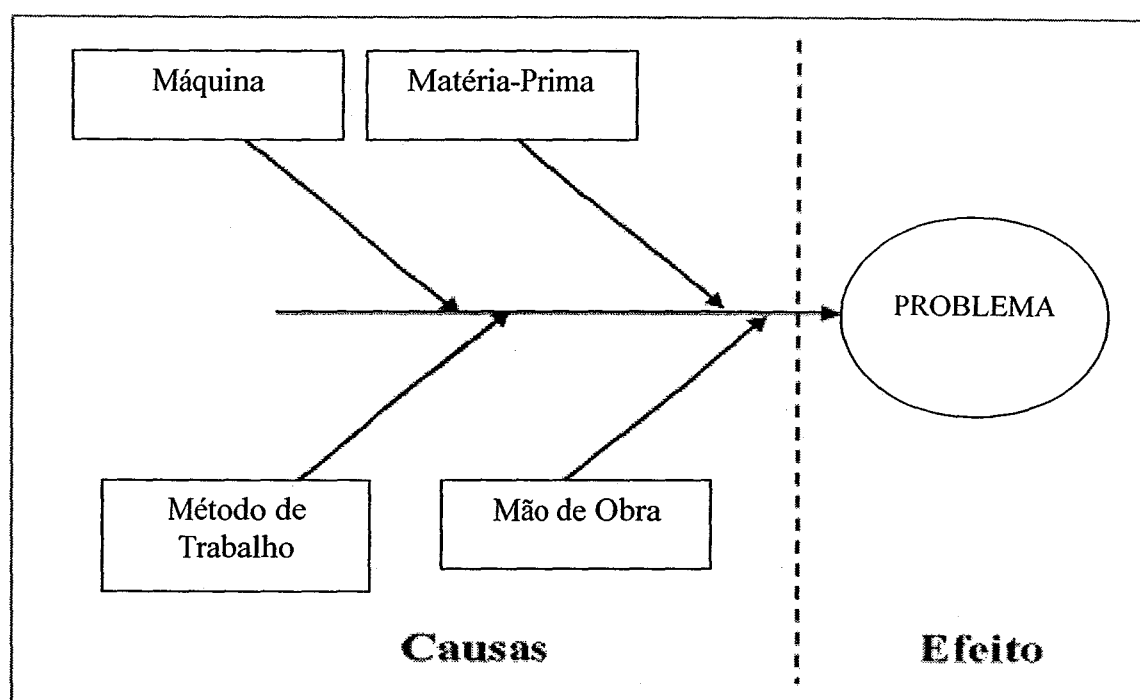 Máquina
Matéria-Prima
PROBLEMA
Método de
Trabalho
Mão de Obra
Causas
Efeito